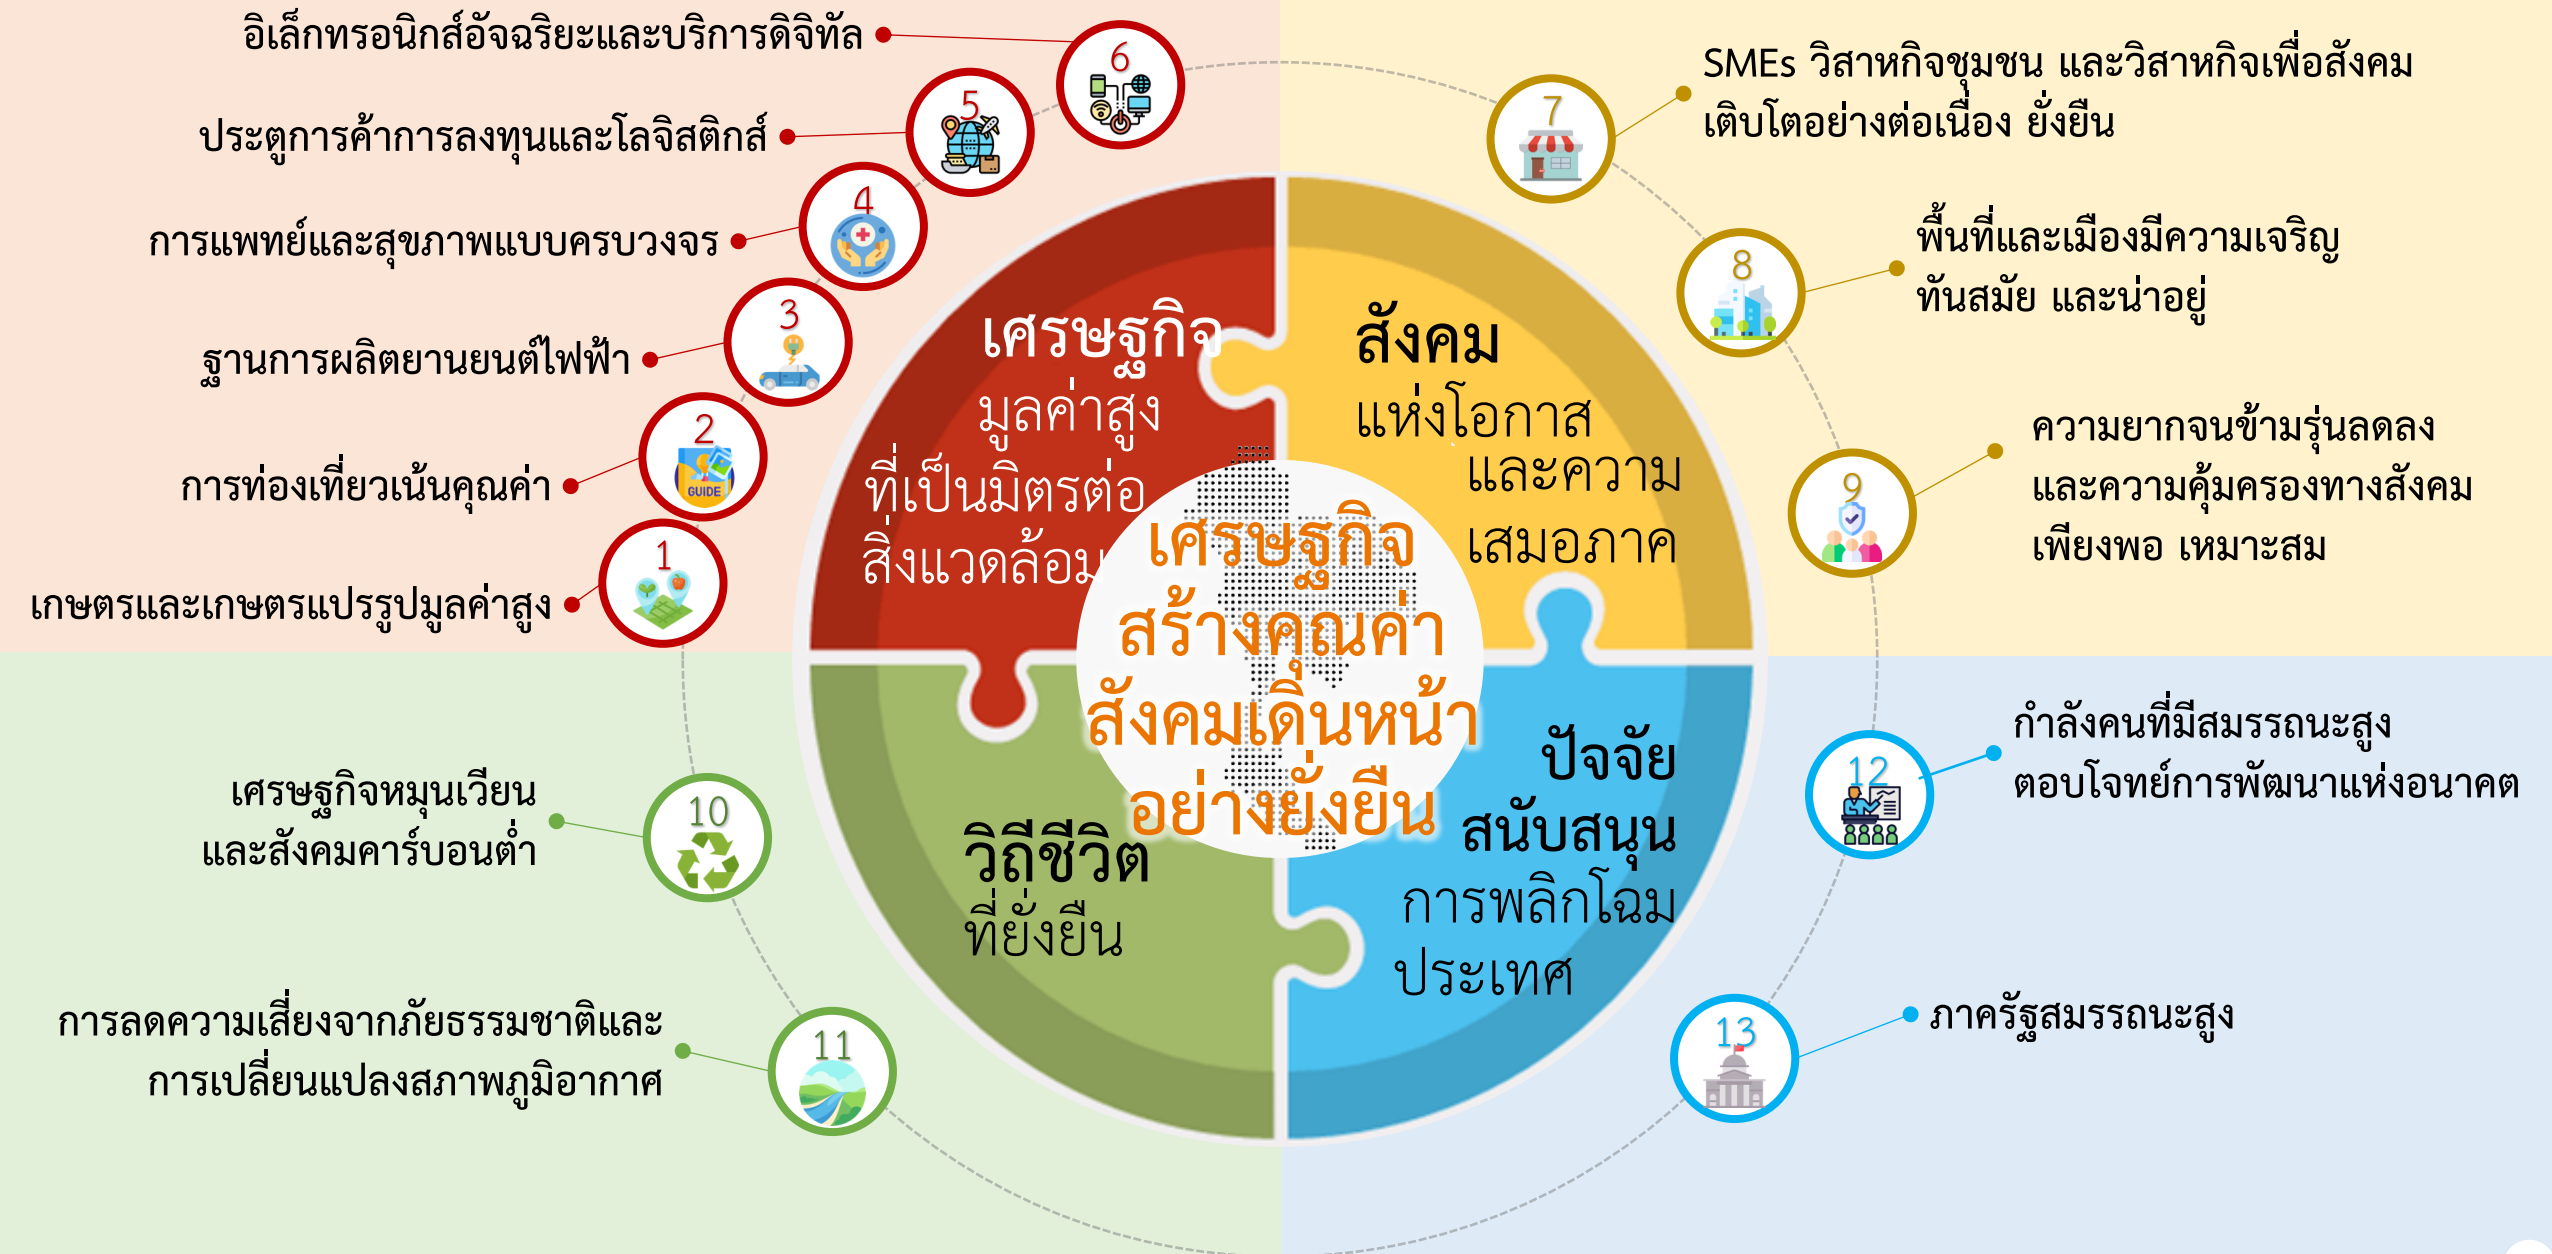 อิเล็กทรอนิกส์อัจฉริยะและบริการดิจิทัล
6
ประตูการค้าการลงทุนและโลจิสติกส์
5
การแพทย์และสุขภาพแบบครบวงจร
4
ฐานการผลิตยานยนต์ไฟฟ้า
3
การท่องเที่ยวเน้นคุณค่า
2
GUIDE
เกษตรและเกษตรแปรรูปมูลค่าสูง
1
7
SMEs วิสาหกิจชุมชน และวิสาหกิจเพื่อสังคม
เติบโตอย่างต่อเนื่อง ยั่งยืน
8
พื้นที่และเมืองมีความเจริญ
ทันสมัย และน่าอยู่
9
ความยากจนข้ามรุ่นลดลง
และความคุ้มครองทางสังคม
เพียงพอ เหมาะสม
เศรษฐกิจ
มูลค่าสูง
ที่เป็นมิตรต่อ
สิ่งแวดล้อม
สังคม
แห่งโอกาส
และความ
เสมอภาค
เศรษฐกิจ
สร้างคุณค่า
สังคมเดินหน้า
อย่างยั่งยืน
วิถีชีวิต
ที่ยั่งยืน
ปัจจัย
สนับสนุน
การพลิกโฉม
ประเทศ
เศรษฐกิจหมุนเวียน
และสังคมคาร์บอนต่ำ
10
การลดความเสี่ยงจากภัยธรรมชาติและ
การเปลี่ยนแปลงสภาพภูมิอากาศ
11
12
กำลังคนที่มีสมรรถนะสูง
ตอบโจทย์การพัฒนาแห่งอนาคต
13
ภาครัฐสมรรถนะสูง